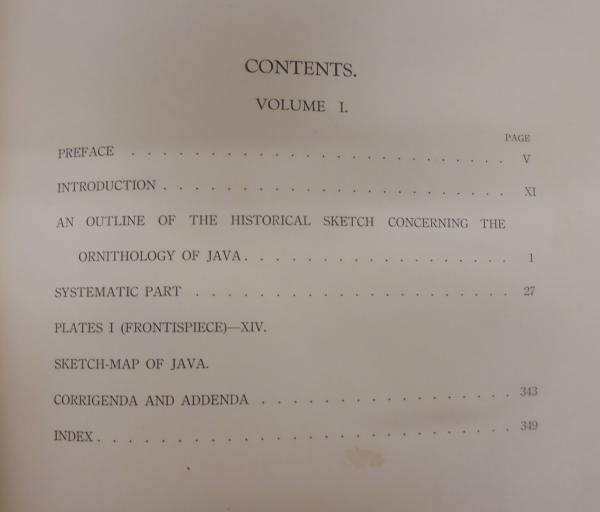 CONTENTS.
VOLUME I.
PAGE
PREFACE . . . . . . . . . . . . . . . . . . . . . . . . V
INTRODUCTION . . . . . . . . . . . . . . . . . . . . . . XI
AN OUTLINE OF THE HISTORICAL SKETCH CONCERNING THE
ORNITHOLOGY OF JAVA . . . . . . . . . . . . . . . . . 1
SYSTEMATIC PART . . . . . . . . . . . . . . . . . . . . 27
PLATES I (FRONTISPIECE)—XIV.
SKETCH-MAP OF JAVA.
CORRIGENDA AND ADDENDA . . . . . . . . . . . . . . . . 343
INDEX . . . . . . . . . . . . . . . . . . . . . . . . . . 349